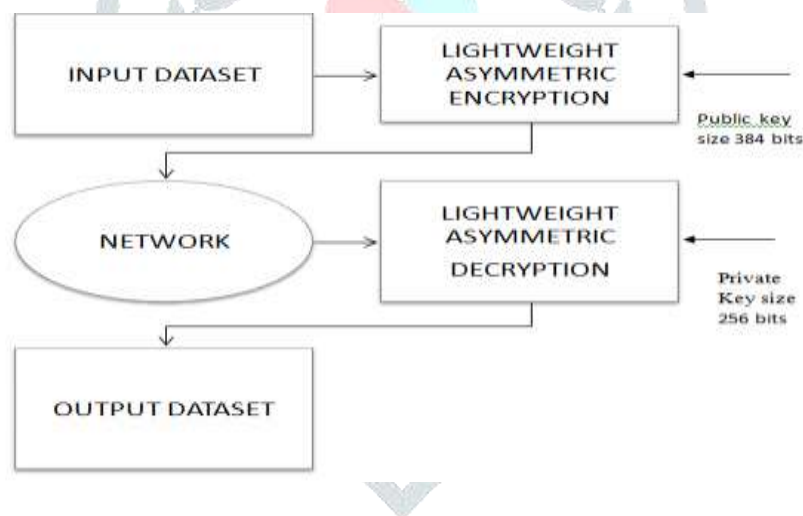 INPUT DATASET
LIGHTWEIGHT
ASYMMETRIC
ENCRYPTION
Public key
size 384 bits
NETWORK
LIGHTWEIGHT
ASYMMETRIC
DECRYPTION
Private
Key size
256 bits
OUTPUT DATASET